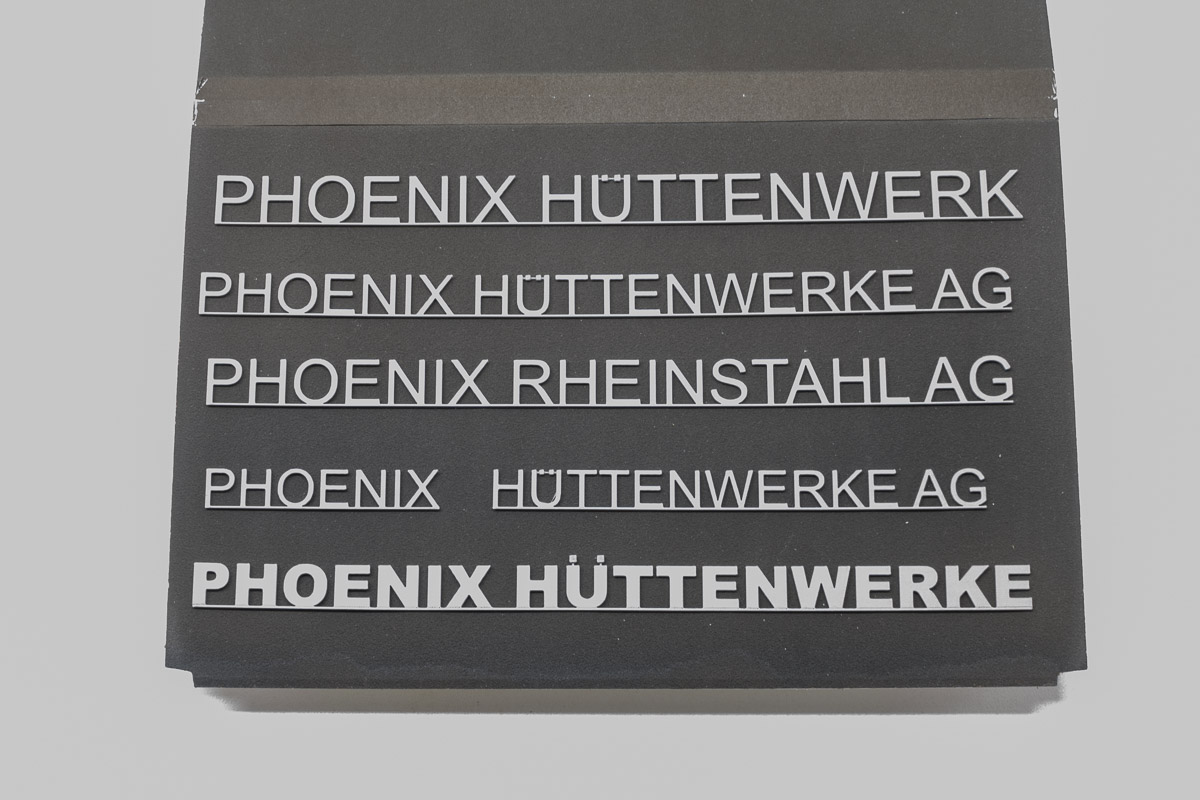 PHOENIX HÜTTENWERK
PHOENIX HÜTTENWERKE AG
PHOENIX RHEINSTAHL AG
PHOENIX HÜTTENWERKE AG
PHOENIX HÜTTENWERKE